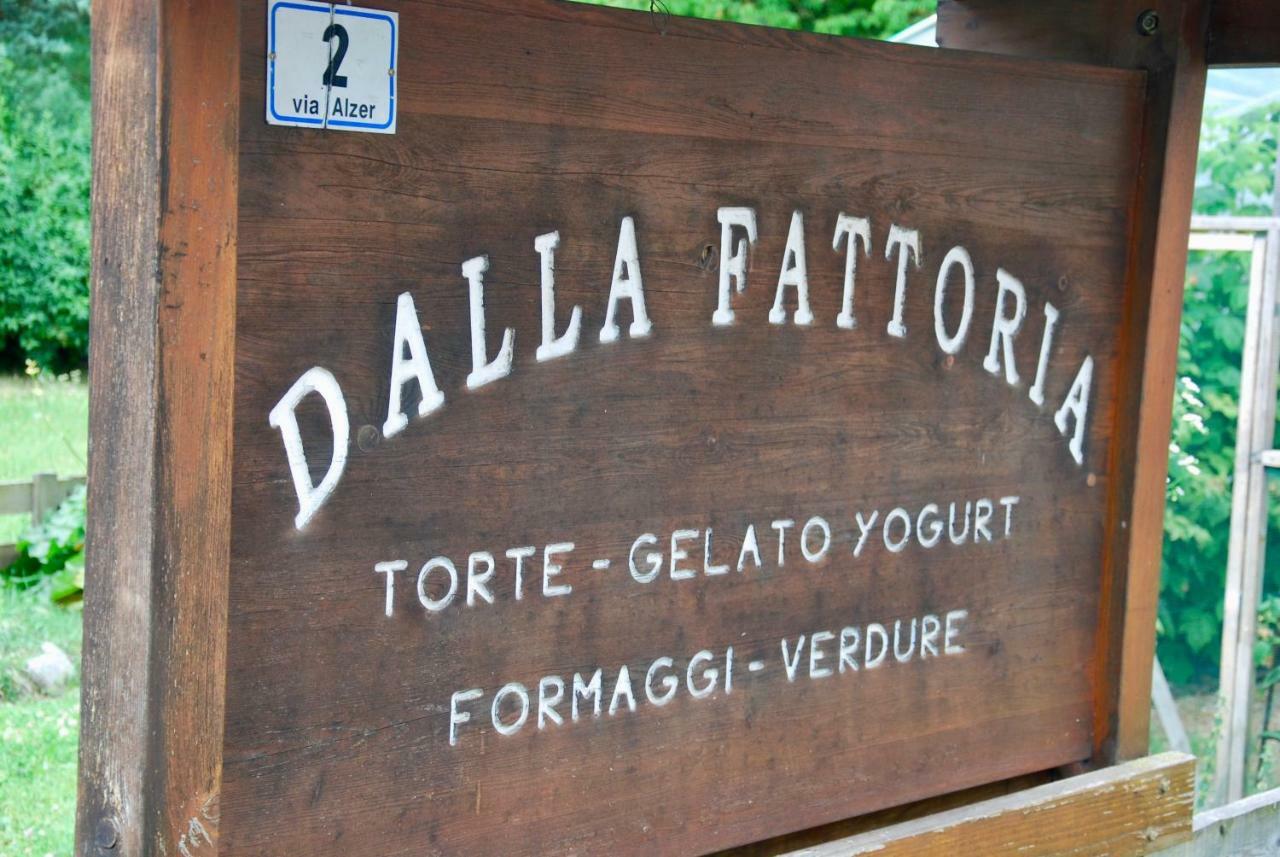 2
via Alzer
DALLA FATTORIA
TORTE - GELATO YOGURT
FORMAGGI - VERDURE